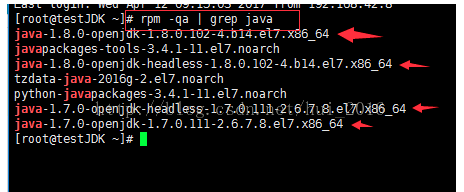 Last login: Wed Apr 12 09:15:05 2017 from 192.168.42.8
[root@testJDK ~]# rpm -qa | grep java
java-1.8.0-openjdk-1.8.0.102-4.b14.el7.x86_64
javapackages-tools-3.4.1-11.el7.noarch
java-1.8.0-openjdk-headless-1.8.0.102-4.b14.el7.x86_64
tzdata-java-2016g-2.el7.noarch
python-javapackages-3.4.1-11.el7.noarch
java-1.7.0-openjdk-headless-1.7.0.111-2.6.7.8.el7.x86_64
java-1.7.0-openjdk-1.7.0.111-2.6.7.8.el7.x86_64
[root@testJDK ~]#